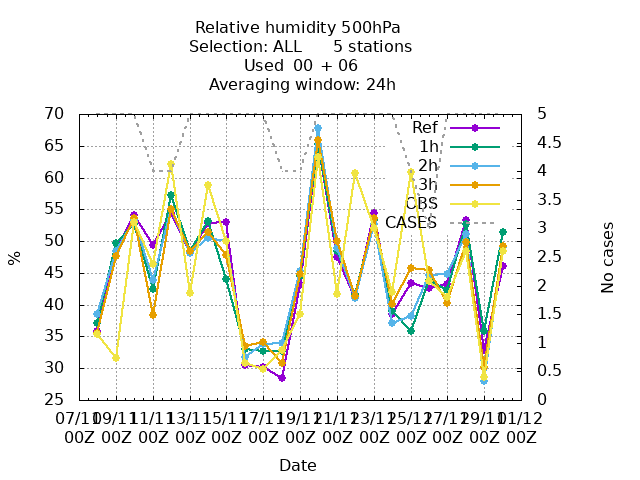 Relative humidity 500hPa
Selection: ALL 5 stations
Used 00 + 06
Averaging window: 24h
70 5
65 4.5
60 4
55 3.5
50 3
45 2.5
40 2
35 1.5
30 1
25 0.5
0
%
No cases
Ref
1h
2h
3h
OBS
CASES
07/11 09/11 11/11 13/11 15/11 17/11 19/11 21/11 23/11 25/11 27/11 29/11 01/12
00Z 00Z 00Z 00Z 00Z 00Z 00Z 00Z 00Z 00Z 00Z 00Z 00Z
Date